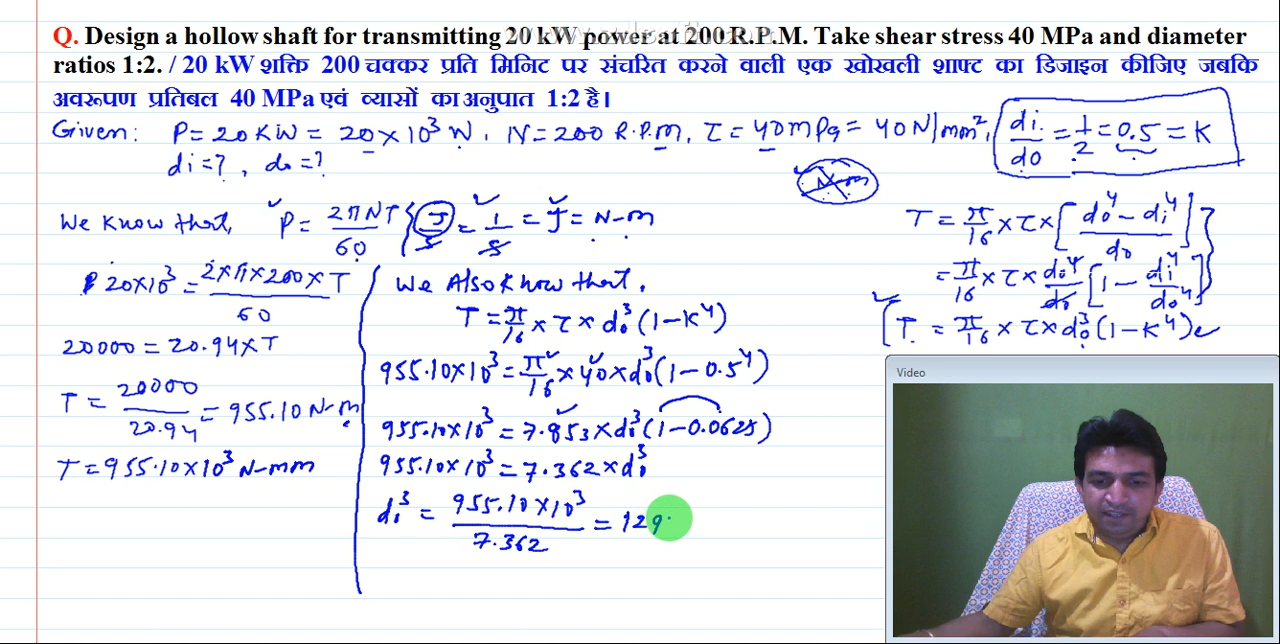 Q. Design a hollow shaft for transmitting 20 kW power at 200 R.P.M. Take shear stress 40 MPa and diameter
ratios 1:2. / 20 kW शक्ति 200 चक्कर प्रति मिनिट पर संचरित करने वाली एक खोखली शाफ्ट का डिजाइन कीजिए जबकि
अवरूपण प्रतिबल 40 MPa एवं व्यासों का अनुपात 1:2 है।
Given: P = 20 KW = 20 × 10³ W, N = 200 R.P.M, τ = 40 mPa = 40 N/mm², di/do = 1/2 = 0.5 = K
di = ?, do = ?
N-m
We Know that, P = 2πNT/60 { J/s = 1/s = J = N-m
20×10³ = 2×π×200×T/60
20000 = 20.94×T
T = 20000/20.94 = 955.10 N-m
T = 955.10×10³ N-mm
We Also Know that,
T = π/16 × τ × do³ (1-K⁴)
955.10×10³ = π/16 × 40 × do³ (1 - 0.5⁴)
955.10×10³ = 7.853 × do³ (1-0.0625)
955.10×10³ = 7.362 × do³
do³ = 955.10×10³/7.362 = 129
T = π/16 × τ × [do⁴ - di⁴/do]
= π/16 × τ × do⁴/do [1 - di⁴/do⁴]
T = π/16 × τ × do³ (1-K⁴)
Video